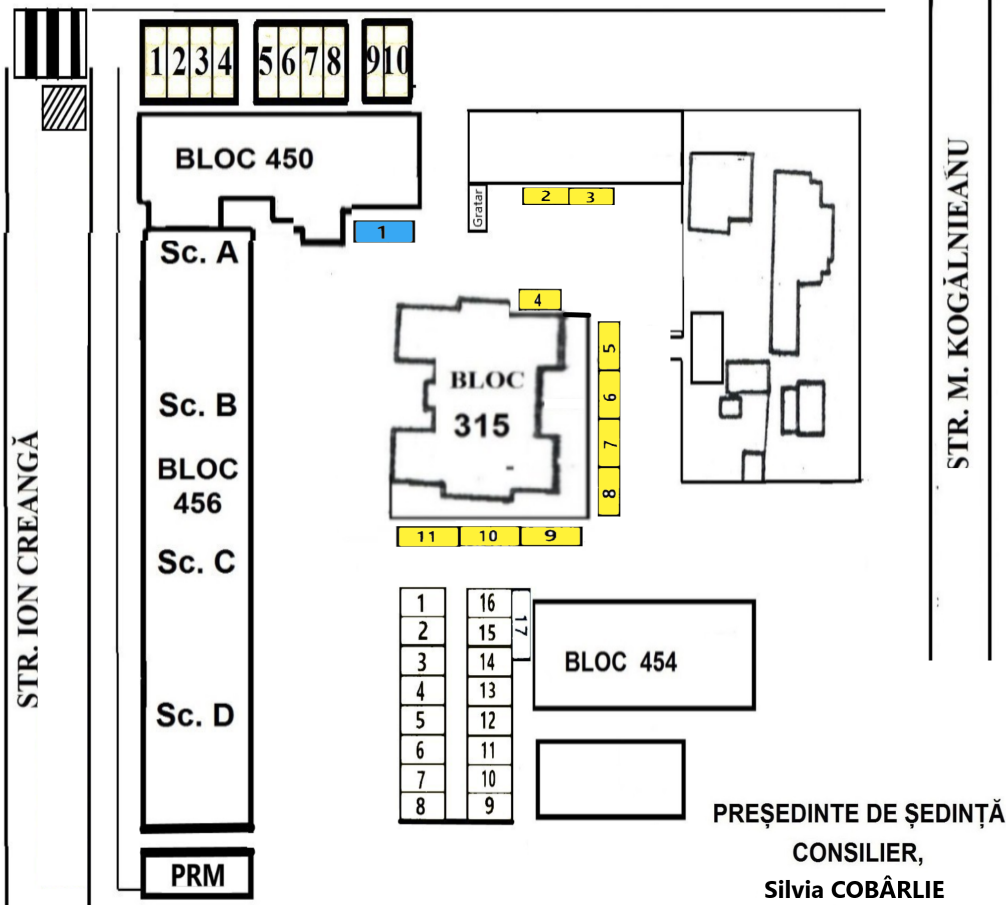 1 2 3 4 5 6 7 8 9 10
BLOC 450
Gratar
2 3
1
Sc. A
4
BLOC
315
5
6
7
8
Sc. B
BLOC
456
11 10 9
Sc. C
Sc. D
1 16
2 15
3 14
4 13
5 12
6 11
7 10
8 9
17
BLOC 454
PRM
STR. ION CREANGĂ
STR. M. KOGĂLNIEANU
PREȘEDINTE DE ȘEDINȚĂ
CONSILIER,
Silvia COBÂRLIE